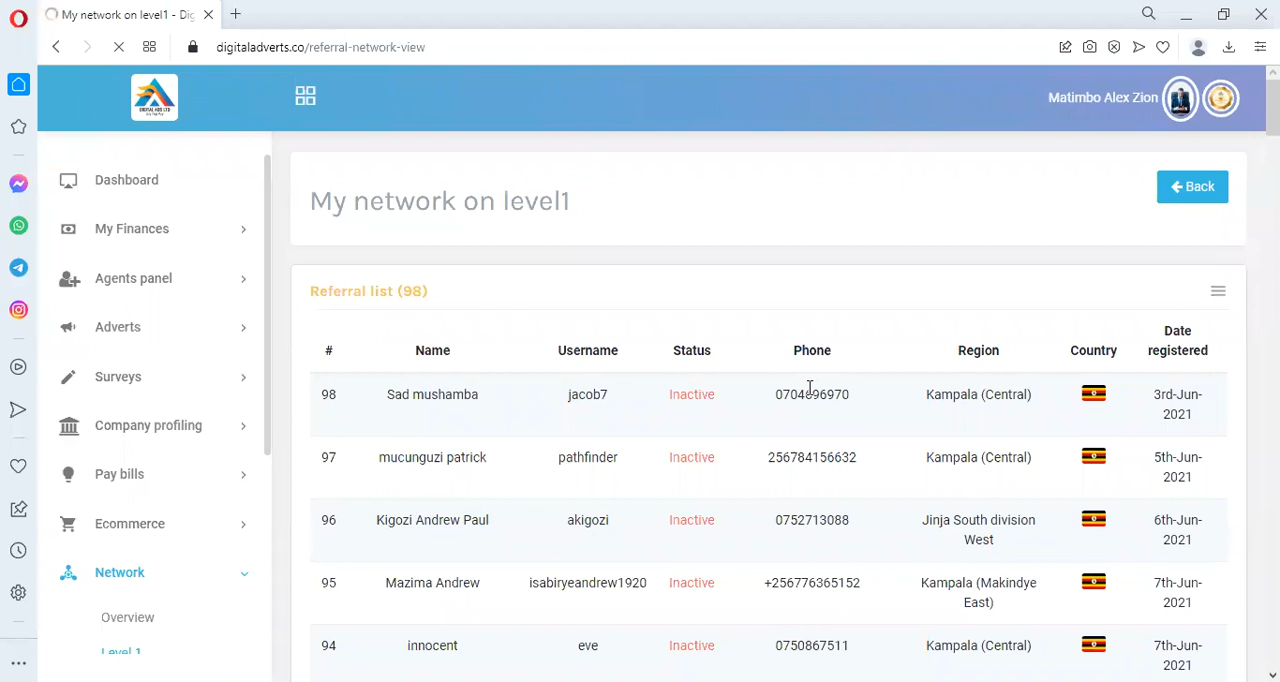 My network on level1 - Dig
digitaladverts.co/referral-network-view
DIGITAL ADS LTD
Matimbo Alex Zion
Dashboard
My Finances
Agents panel
Adverts
Surveys
Company profiling
Pay bills
Ecommerce
Network
Overview
Level 1
My network on level1
Back
Referral list (98)
# Name Username Status Phone Region Country Date registered
98 Sad mushamba jacob7 Inactive 0704896970 Kampala (Central) 3rd-Jun-
2021
97 mucunguzi patrick pathfinder Inactive 256784156632 Kampala (Central) 5th-Jun-
2021
96 Kigozi Andrew Paul akigozi Inactive 0752713088 Jinja South division 6th-Jun-
West 2021
95 Mazima Andrew isabiryeandrew1920 Inactive +256776365152 Kampala (Makindye 7th-Jun-
East) 2021
94 innocent eve Inactive 0750867511 Kampala (Central) 7th-Jun-
2021